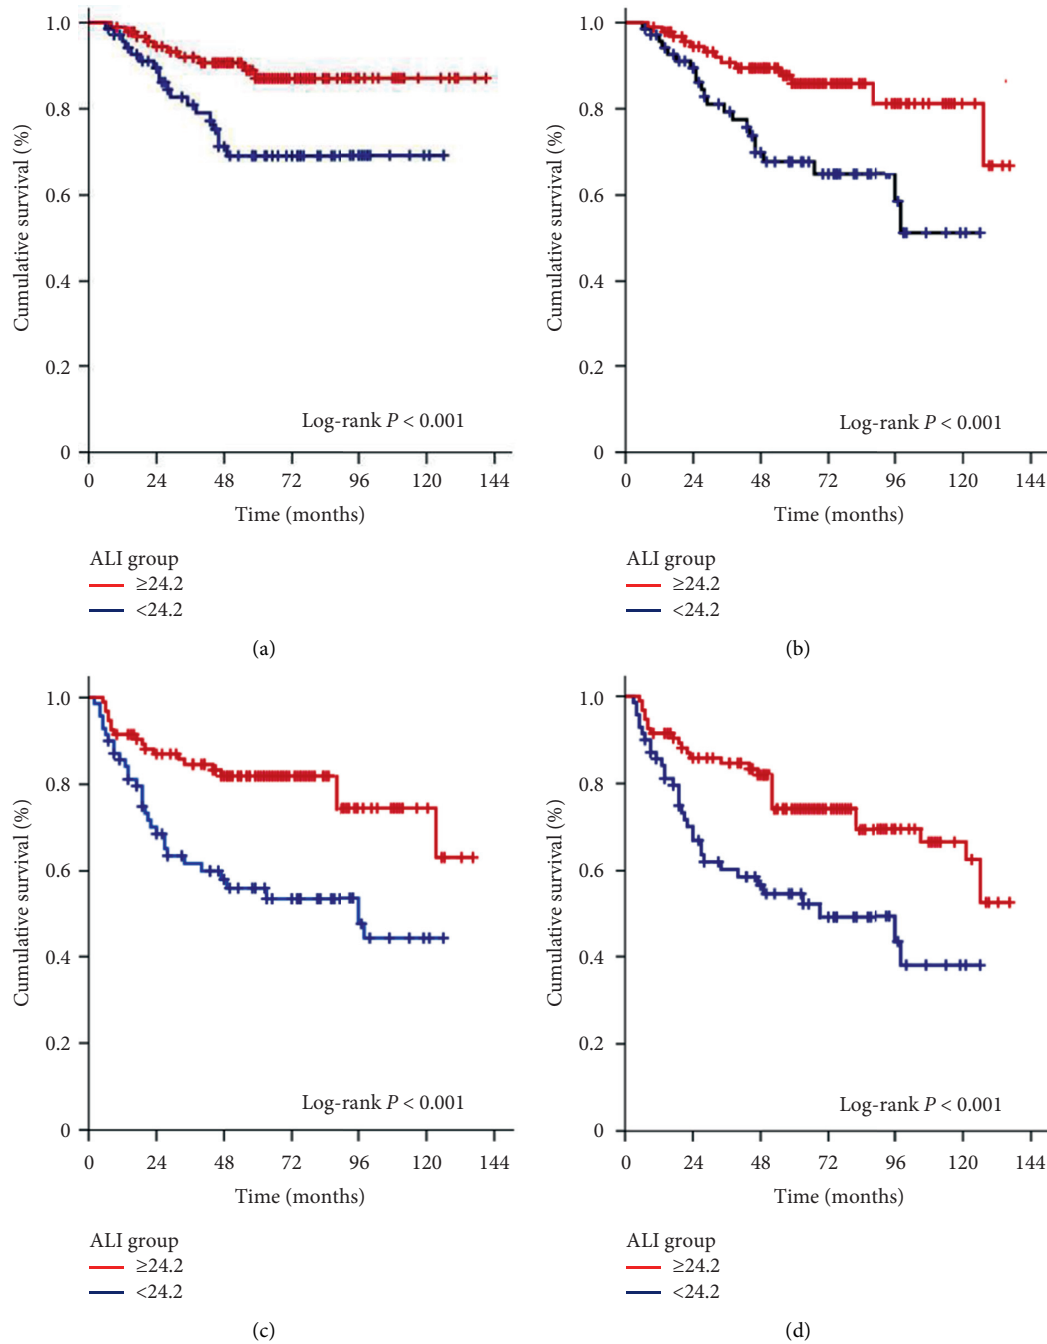 1.0
0.8
0.6
0.4
0.2
0
Cumulative survival (%)
Log-rank P < 0.001
0 24 48 72 96 120 144
Time (months)
ALI group
≥24.2
<24.2
(a)
1.0
0.8
0.6
0.4
0.2
0
Cumulative survival (%)
Log-rank P < 0.001
0 24 48 72 96 120 144
Time (months)
ALI group
≥24.2
<24.2
(b)
1.0
0.8
0.6
0.4
0.2
0
Cumulative survival (%)
Log-rank P < 0.001
0 24 48 72 96 120 144
Time (months)
ALI group
≥24.2
<24.2
(c)
1.0
0.8
0.6
0.4
0.2
0
Cumulative survival (%)
Log-rank P < 0.001
0 24 48 72 96 120 144
Time (months)
ALI group
≥24.2
<24.2
(d)